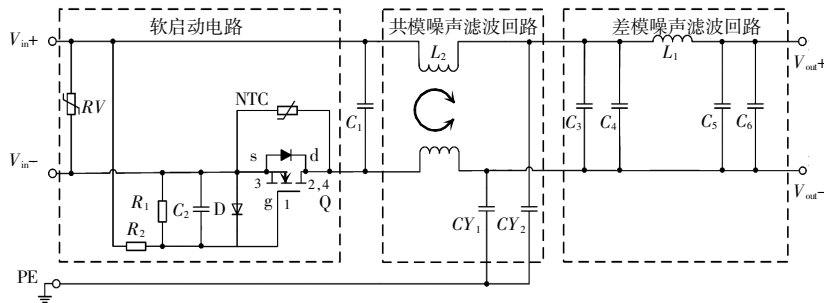 软启动电路
共模噪声滤波回路
差模噪声滤波回路
Vin+
L2
L1
Vout+
RV
NTC
C1
C3
C4
C5
C6
Vin−
s
d
3
2,4
Vout−
R1
C2
D
g
1
Q
CY1
CY2
R2
PE